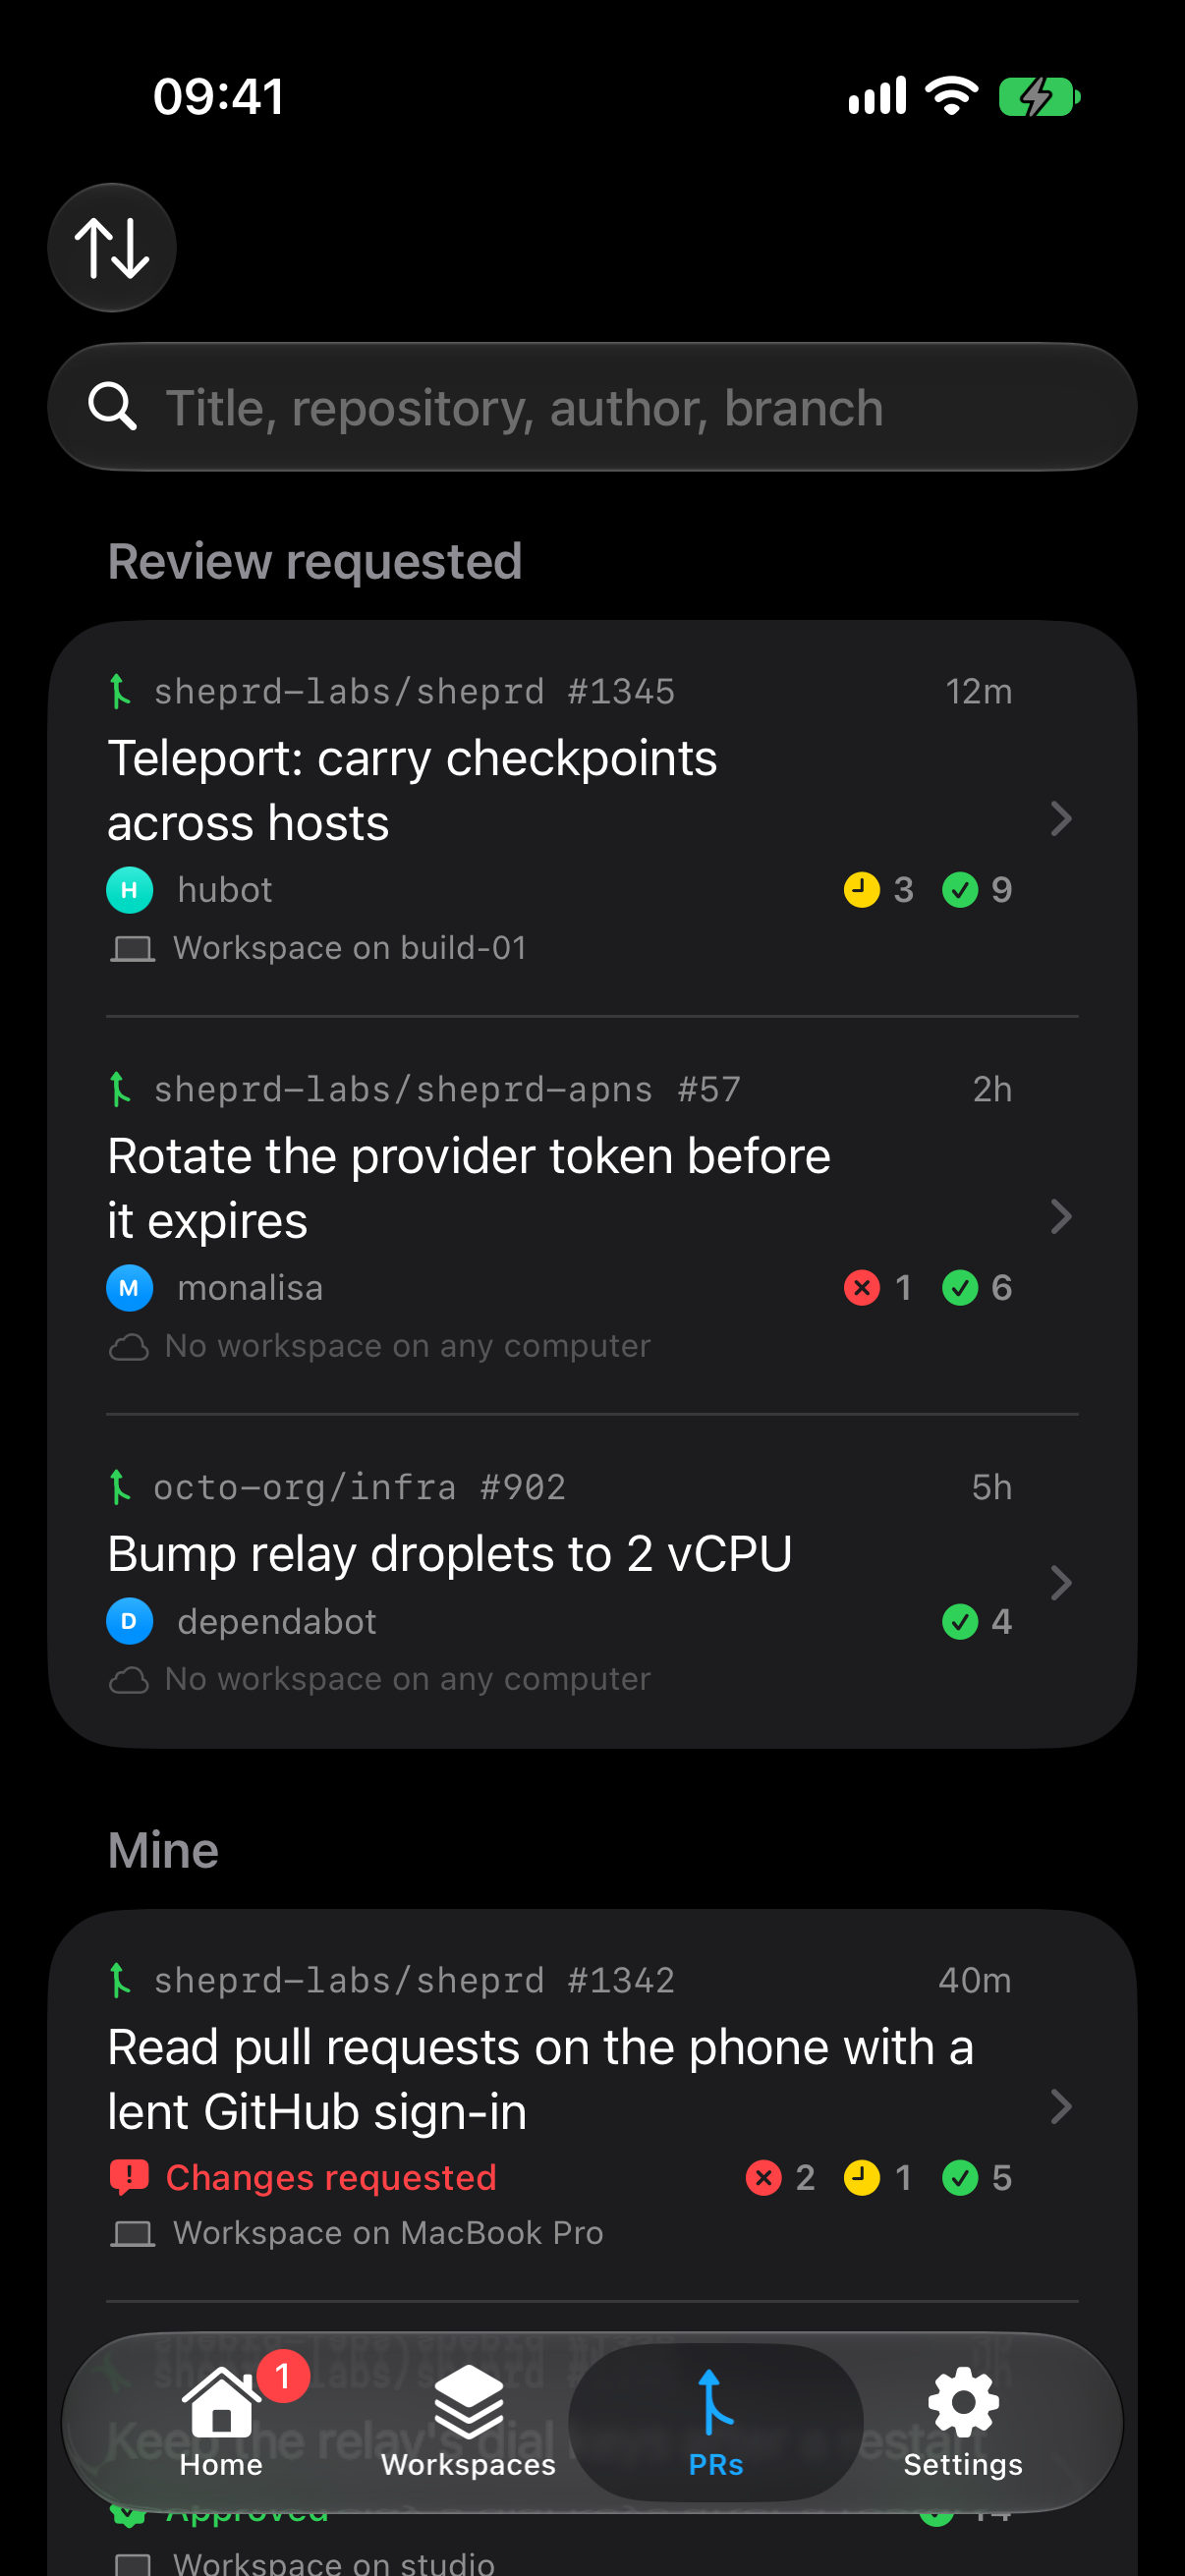 09:41
Title, repository, author, branch
Review requested
sheprd-labs/sheprd #1345 12m
Teleport: carry checkpoints
across hosts
H hubot 3 9
Workspace on build-01
sheprd-labs/sheprd-apns #57 2h
Rotate the provider token before
it expires
M monalisa 1 6
No workspace on any computer
octo-org/infra #902 5h
Bump relay droplets to 2 vCPU
D dependabot 4
No workspace on any computer
Mine
sheprd-labs/sheprd #1342 40m
Read pull requests on the phone with a
lent GitHub sign-in
Changes requested 2 1 5
Workspace on MacBook Pro
1
Home Workspaces PRs Settings
Approved 14
Workspace on studio